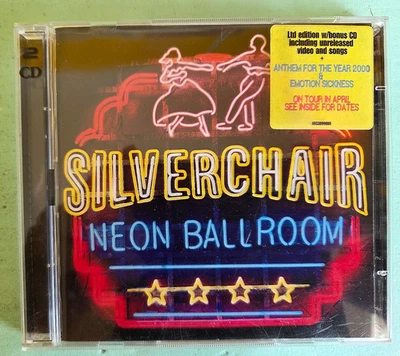 2
CD
Ltd edition w/bonus CD
including unreleased
video and songs
+
ANTHEM FOR THE YEAR 2000
&
EMOTION SICKNESS
ON TOUR IN APRIL
SEE INSIDE FOR DATES
SILVERCHAIR
NEON BALLROOM